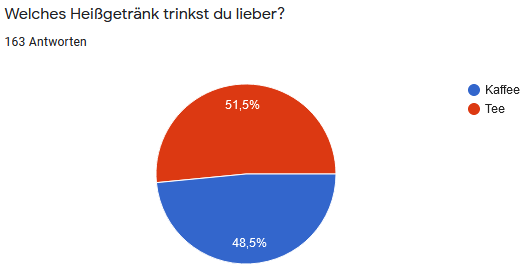 Welches Heißgetränk trinkst du lieber?
163 Antworten
Kaffee
Tee
51,5%
48,5%